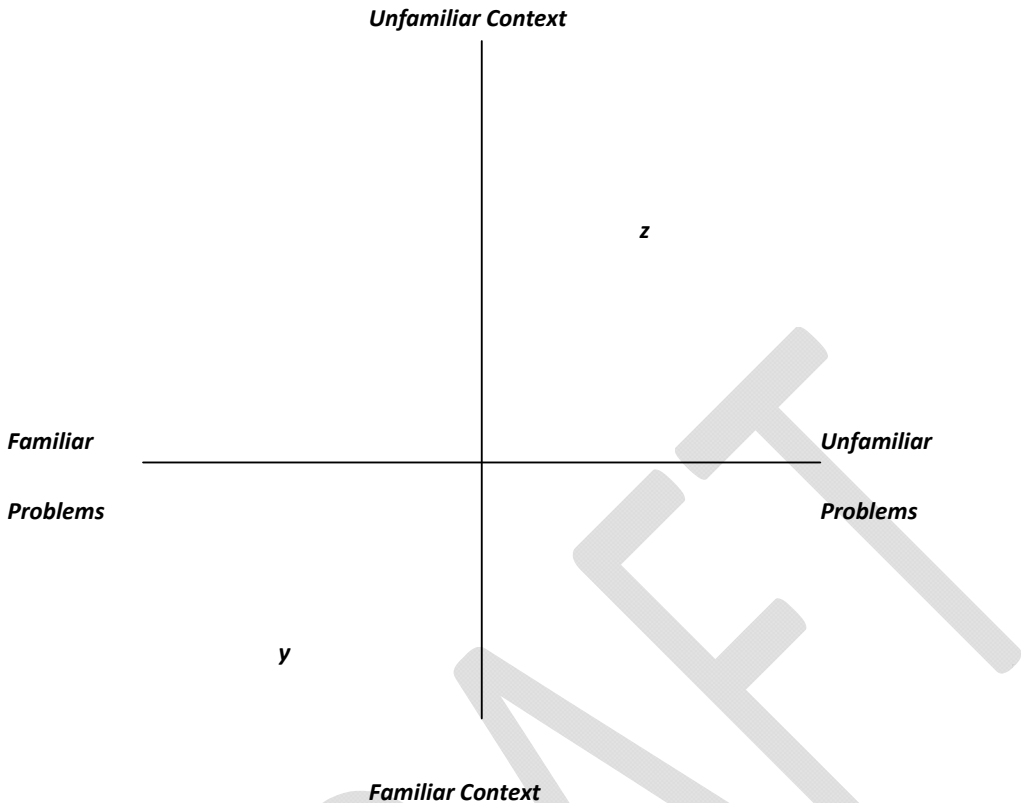 Unfamiliar Context
z
Familiar Unfamiliar
Problems Problems
y
Familiar Context